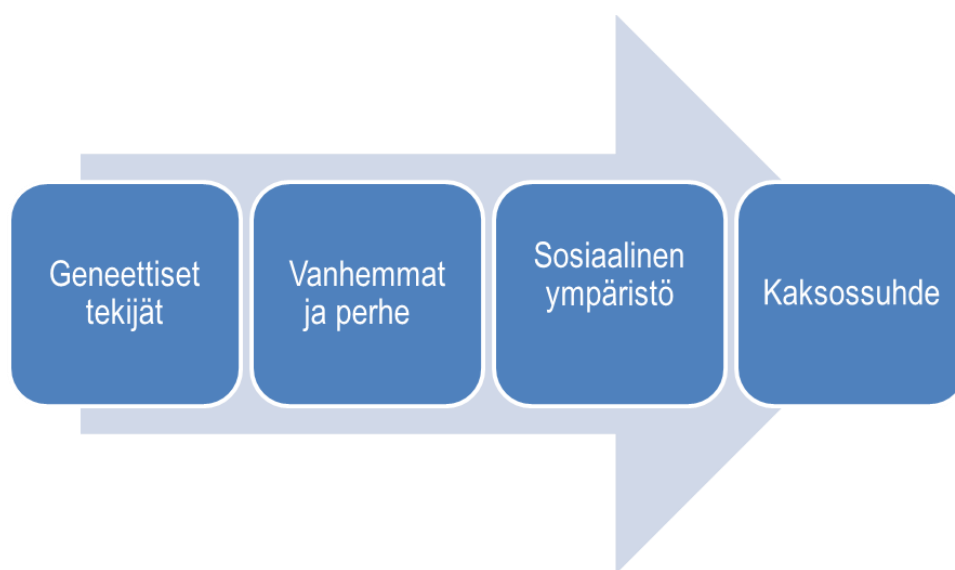 Geneettiset
tekijät
Vanhemmat
ja perhe
Sosiaalinen
ympäristö
Kaksossuhde